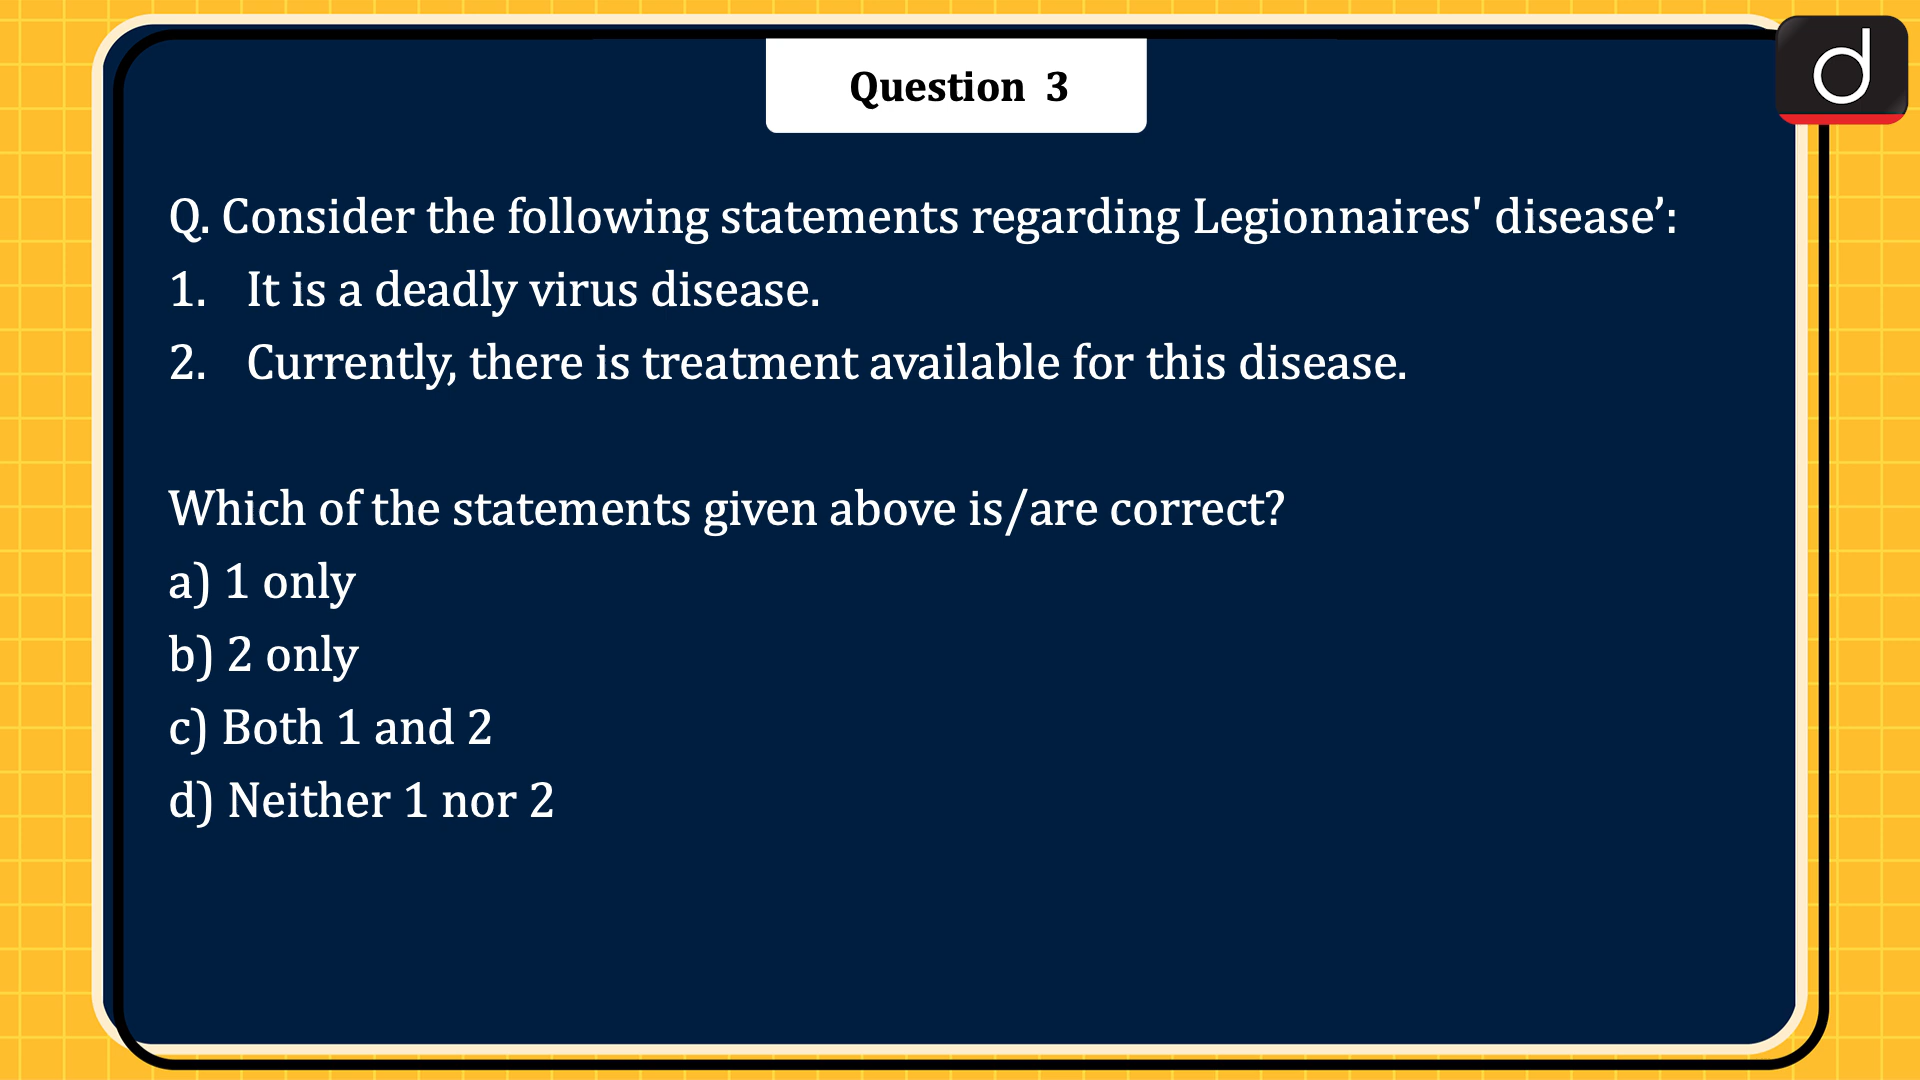 Question 3
Q. Consider the following statements regarding Legionnaires' disease’:
1. It is a deadly virus disease.
2. Currently, there is treatment available for this disease.
Which of the statements given above is/are correct?
a) 1 only
b) 2 only
c) Both 1 and 2
d) Neither 1 nor 2